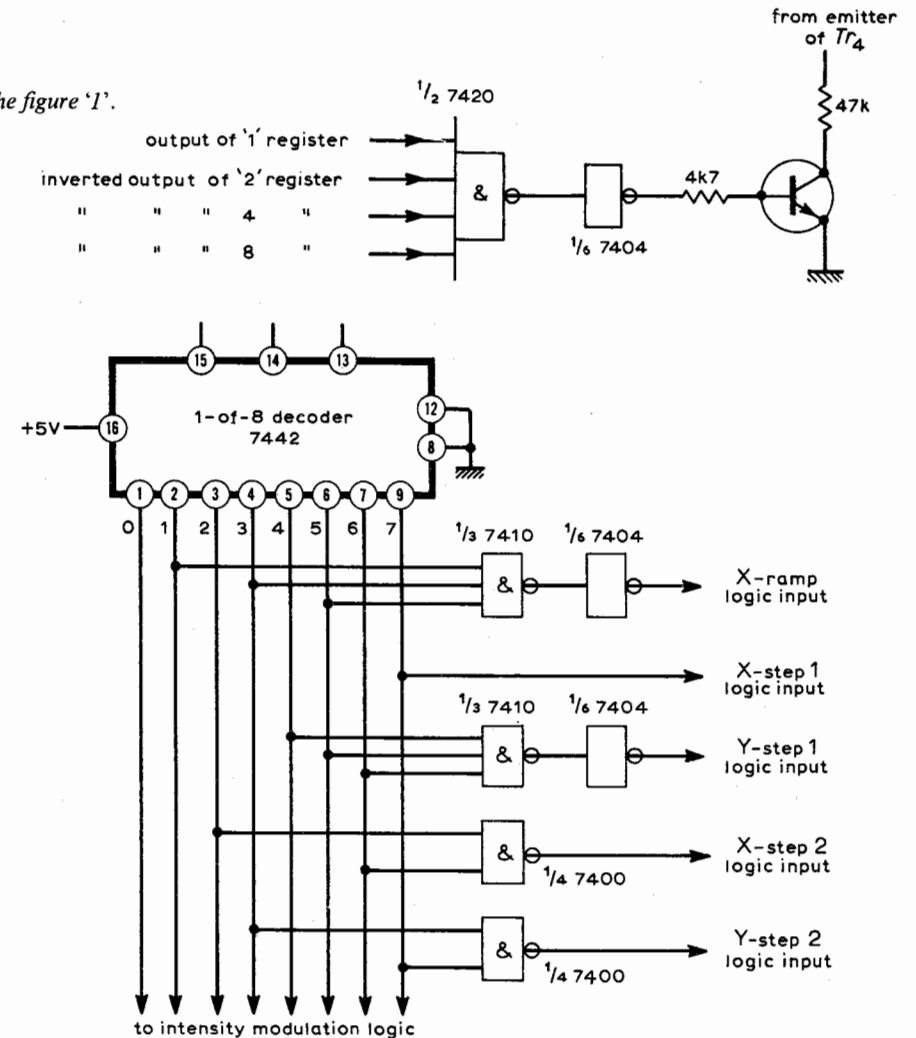 from emitter
of Tr4
he figure '1'.
1/2 7420
47k
output of '1' register
inverted output of '2' register
4k7
&
" " " 4 "
" " " 8 "
1/6 7404
15 14 13
1-of-8 decoder
7442
12
+5V
16
8
1 2 3 4 5 6 7 9
0 1 2 3 4 5 6 7
1/3 7410 1/6 7404
&
X-ramp
logic input
X-step 1
logic input
1/3 7410 1/6 7404
&
Y-step 1
logic input
&
X-step 2
logic input
1/4 7400
&
Y-step 2
logic input
1/4 7400
to intensity modulation logic